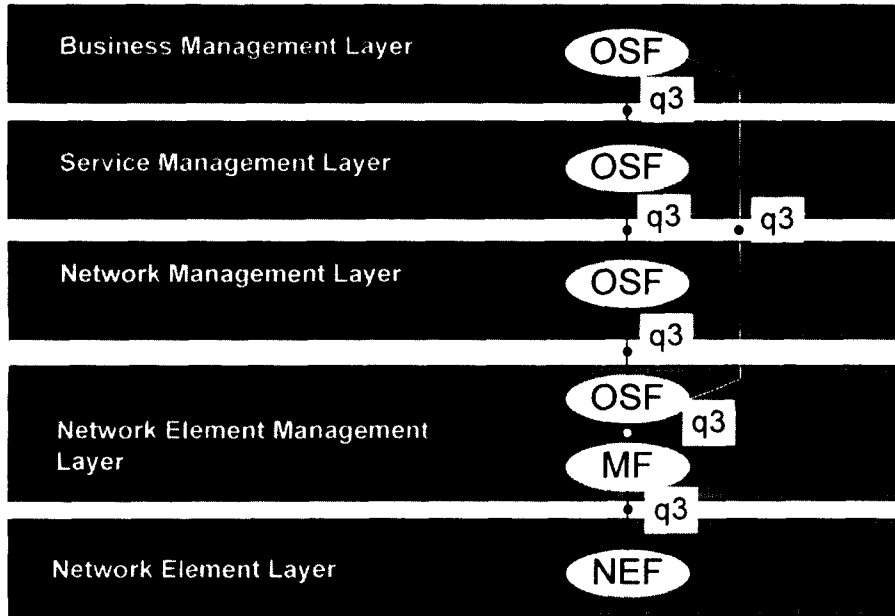 Business Management Layer
OSF
q3
Service Management Layer
OSF
q3
q3
Network Management Layer
OSF
q3
OSF
q3
Network Element Management
Layer
MF
q3
Network Element Layer
NEF